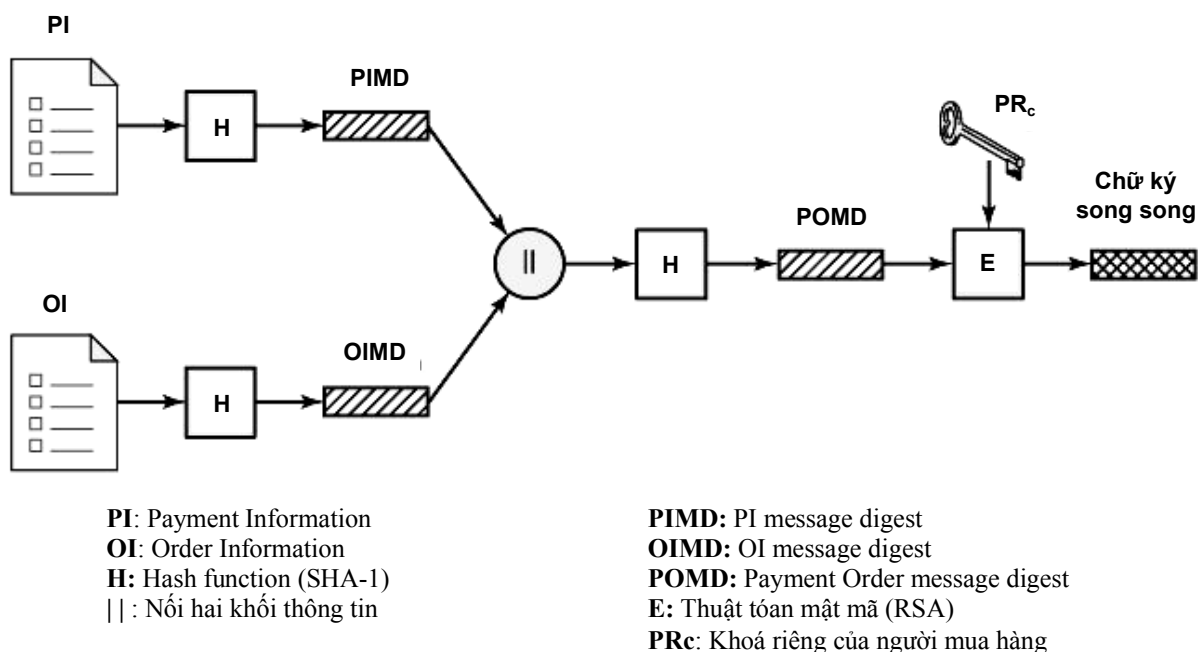 PI
PIMD
H
PRc
Chữ ký
song song
POMD
||
H
E
OI
OIMD
H
PI: Payment Information
OI: Order Information
H: Hash function (SHA-1)
| | : Nối hai khối thông tin
PIMD: PI message digest
OIMD: OI message digest
POMD: Payment Order message digest
E: Thuật tóan mật mã (RSA)
PRc: Khoá riêng của người mua hàng